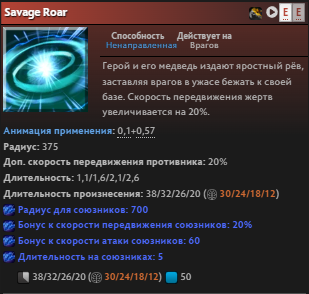 Savage Roar
E E
Способность Действует на
Ненаправленная Врагов
Герой и его медведь издают яростный рёв,
заставляя врагов в ужасе бежать к своей
базе. Скорость передвижения жертв
увеличивается на 20%.
Анимация применения: 0,1+0,57
Радиус: 375
Доп. скорость передвижения противника: 20%
Длительность: 1,1/1,6/2,1/2,6
Длительность произнесения: 38/32/26/20 (30/24/18/12)
Радиус для союзников: 700
Бонус к скорости передвижения союзников: 20%
Бонус к скорости атаки союзников: 60
Длительность на союзниках: 5
38/32/26/20 (30/24/18/12) 50